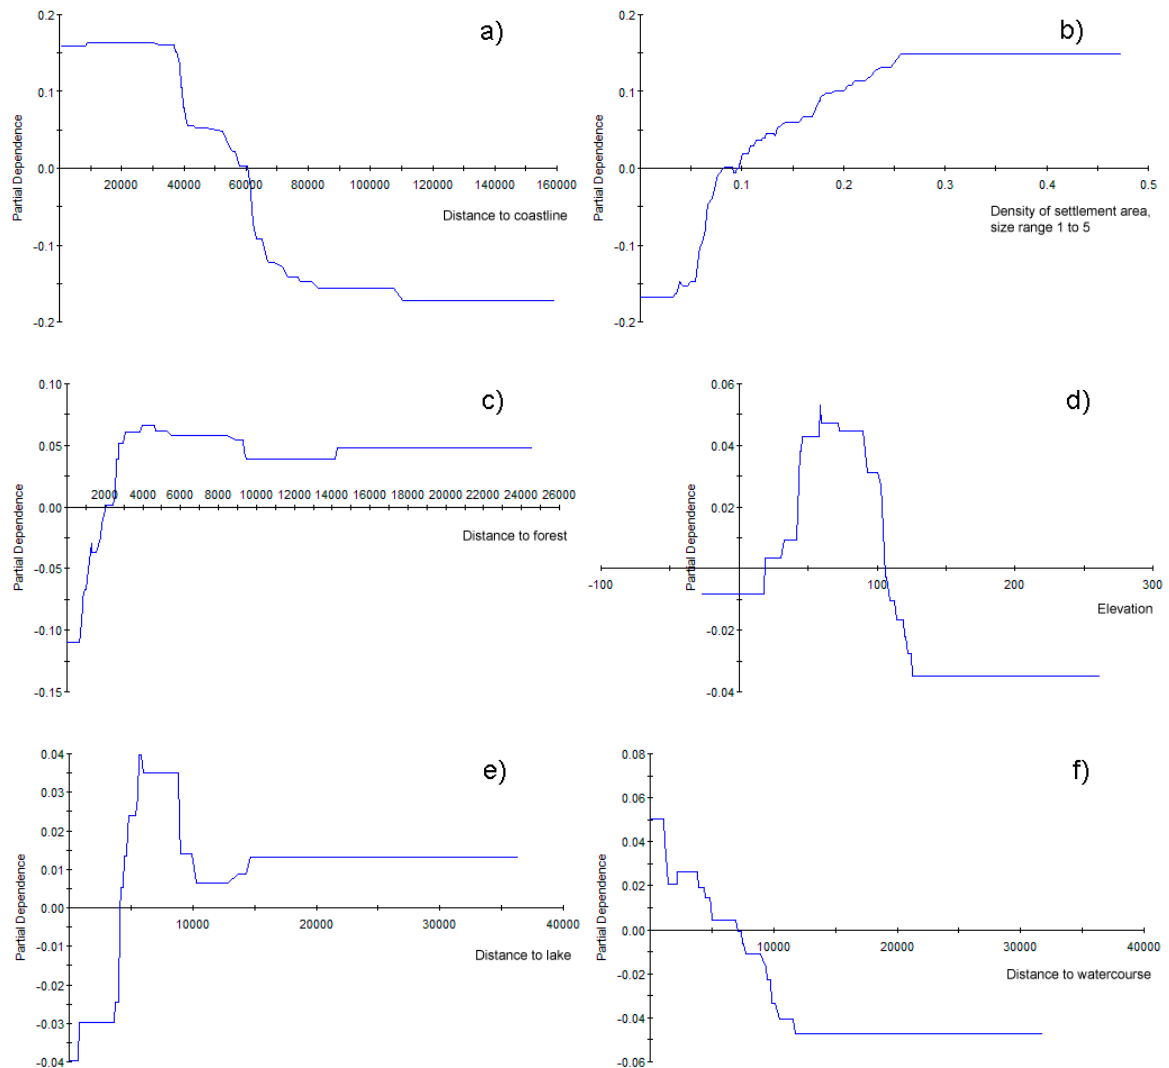 a)
0.2
0.1
0.0
-0.1
-0.2
Partial Dependence
20000 40000 60000 80000 100000 120000 140000 160000
Distance to coastline
b)
0.2
0.1
0.0
-0.1
-0.2
Partial Dependence
0.1 0.2 0.3 0.4 0.5
Density of settlement area,
size range 1 to 5
c)
0.10
0.05
0.00
-0.05
-0.10
-0.15
Partial Dependence
2000 4000 6000 8000 10000 12000 14000 16000 18000 20000 22000 24000 26000
Distance to forest
d)
0.06
0.04
0.02
-0.02
-0.04
Partial Dependence
-100 100 200 300
Elevation
e)
0.04
0.03
0.02
0.01
0.00
-0.01
-0.02
-0.03
-0.04
Partial Dependence
10000 20000 30000 40000
Distance to lake
f)
0.08
0.06
0.04
0.02
0.00
-0.02
-0.04
-0.06
Partial Dependence
10000 20000 30000 40000
Distance to watercourse